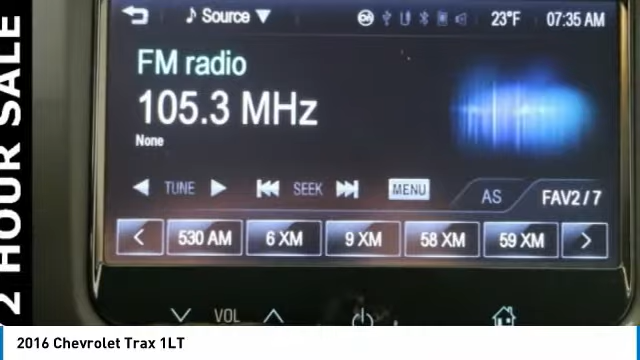 2 HOUR SALE
Source
23°F
07:35 AM
FM radio
105.3 MHz
None
TUNE
SEEK
MENU
AS
FAV2 / 7
530 AM
6 XM
9 XM
58 XM
59 XM
VOL
2016 Chevrolet Trax 1LT